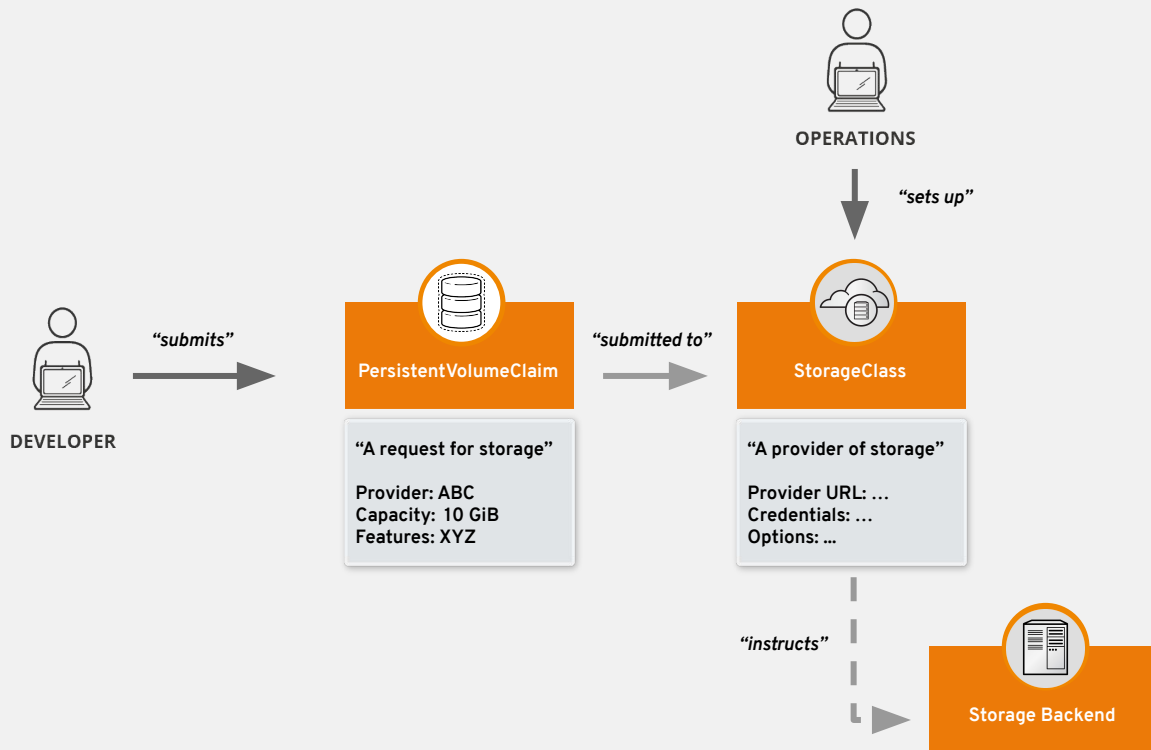 OPERATIONS
“sets up”
“submits”
“submitted to”
PersistentVolumeClaim
StorageClass
DEVELOPER
“A request for storage”
Provider: ABC
Capacity: 10 GiB
Features: XYZ
“A provider of storage”
Provider URL: ...
Credentials: ...
Options: ...
“instructs”
Storage Backend